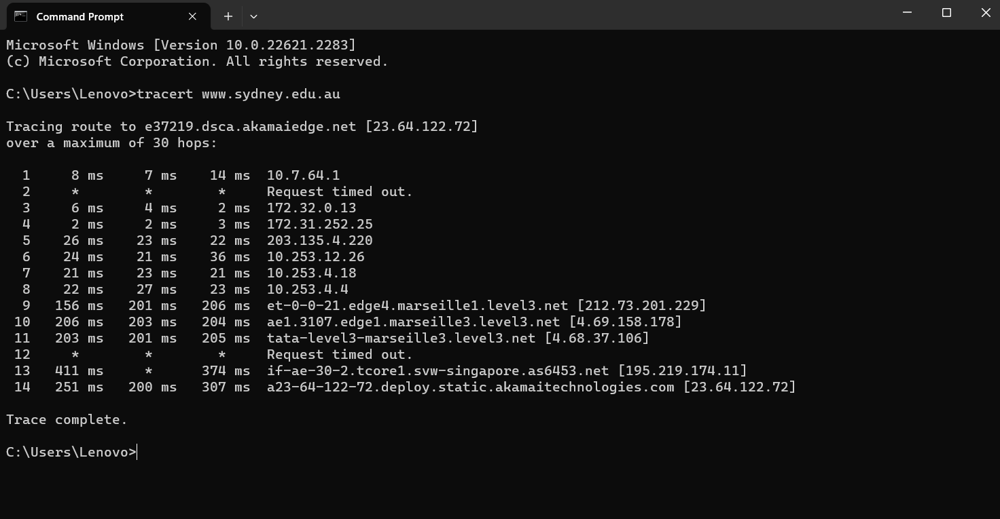 Command Prompt
Microsoft Windows [Version 10.0.22621.2283]
(c) Microsoft Corporation. All rights reserved.
C:\Users\Lenovo>tracert www.sydney.edu.au
Tracing route to e37219.dsca.akamaiedge.net [23.64.122.72]
over a maximum of 30 hops:
  1     8 ms     7 ms    14 ms  10.7.64.1
  2     *        *        *     Request timed out.
  3     6 ms     4 ms     2 ms  172.32.0.13
  4     2 ms     2 ms     3 ms  172.31.252.25
  5    26 ms    23 ms    22 ms  203.135.4.220
  6    24 ms    21 ms    36 ms  10.253.12.26
  7    21 ms    23 ms    21 ms  10.253.4.18
  8    22 ms    27 ms    23 ms  10.253.4.4
  9   156 ms   201 ms   206 ms  et-0-0-21.edge4.marseille1.level3.net [212.73.201.229]
 10   206 ms   203 ms   204 ms  ae1.3107.edge1.marseille3.level3.net [4.69.158.178]
 11   203 ms   201 ms   205 ms  tata-level3-marseille3.level3.net [4.68.37.106]
 12     *        *        *     Request timed out.
 13   411 ms     *      374 ms  if-ae-30-2.tcore1.svw-singapore.as6453.net [195.219.174.11]
 14   251 ms   200 ms   307 ms  a23-64-122-72.deploy.static.akamaitechnologies.com [23.64.122.72]
Trace complete.
C:\Users\Lenovo>